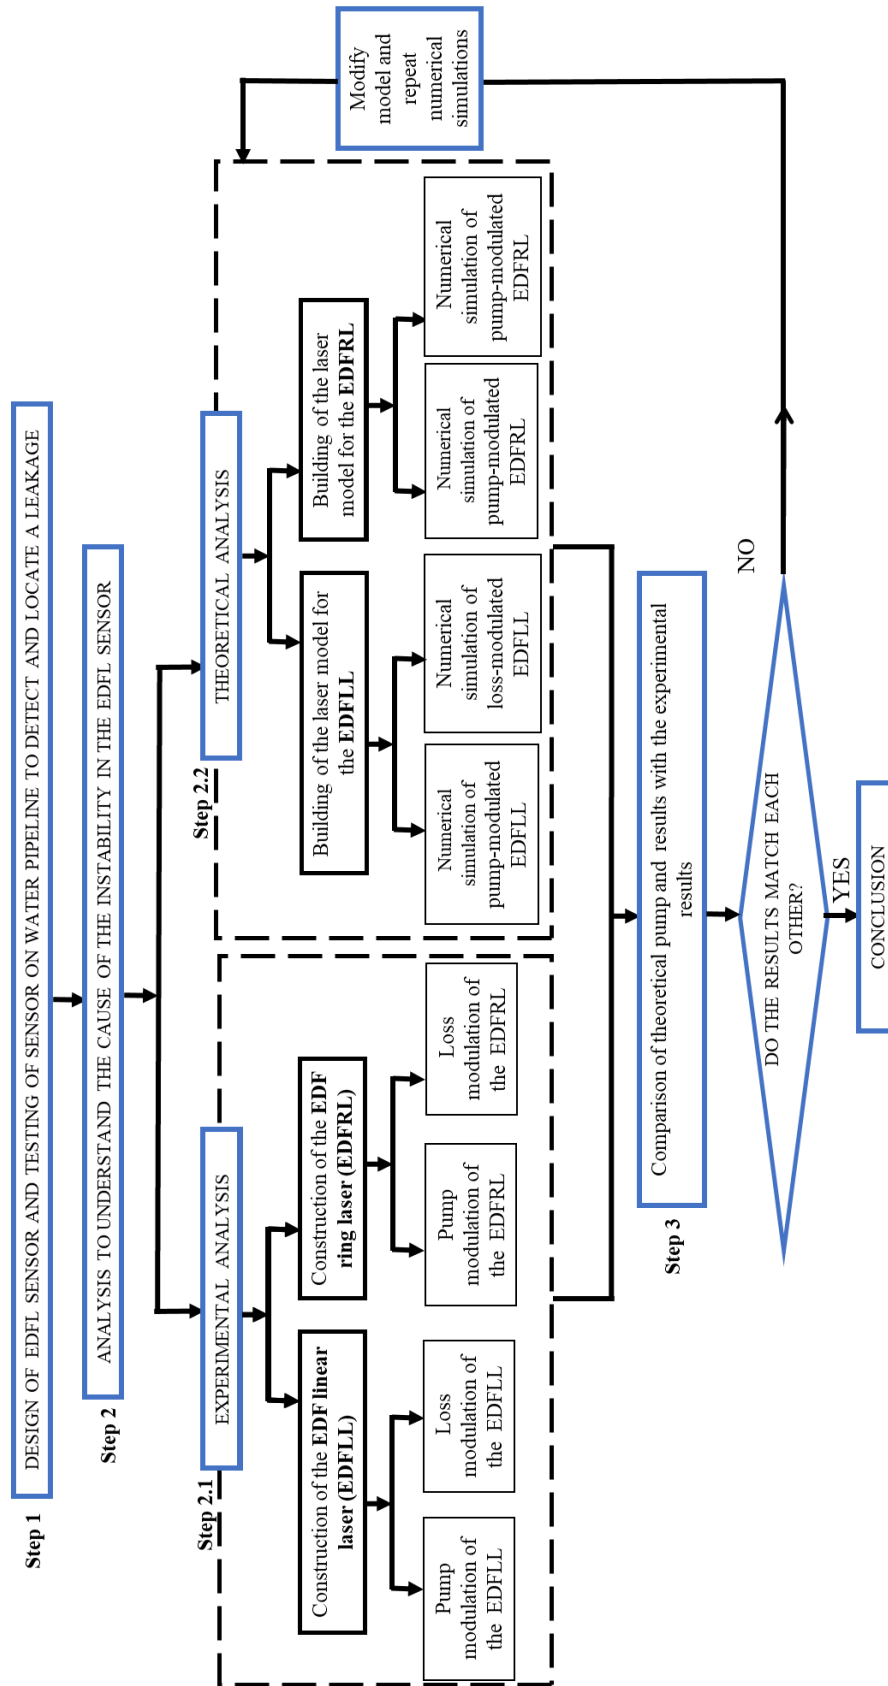 Step 1
DESIGN OF EDFL SENSOR AND TESTING OF SENSOR ON WATER PIPELINE TO DETECT AND LOCATE A LEAKAGE
Step 2
ANALYSIS TO UNDERSTAND THE CAUSE OF THE INSTABILITY IN THE EDFL SENSOR
Step 2.1
EXPERIMENTAL ANALYSIS
Construction of the EDF linear
laser (EDFLL)
Construction of the EDF
ring laser (EDFRL)
Pump
modulation of
the EDFLL
Loss
modulation of
the EDFLL
Pump
modulation of
the EDFRL
Loss
modulation of
the EDFRL
Step 2.2
THEORETICAL ANALYSIS
Building of the laser model for
the EDFLL
Building of the laser
model for the EDFRL
Numerical
simulation of
pump-modulated
EDFLL
Numerical
simulation of
loss-modulated
EDFLL
Numerical
simulation of
pump-modulated
EDFRL
Numerical
simulation of
pump-modulated
EDFRL
Modify
model and
repeat
numerical
simulations
Step 3
Comparison of theoretical pump and results with the experimental
results
DO THE RESULTS MATCH EACH
OTHER?
NO
YES
CONCLUSION